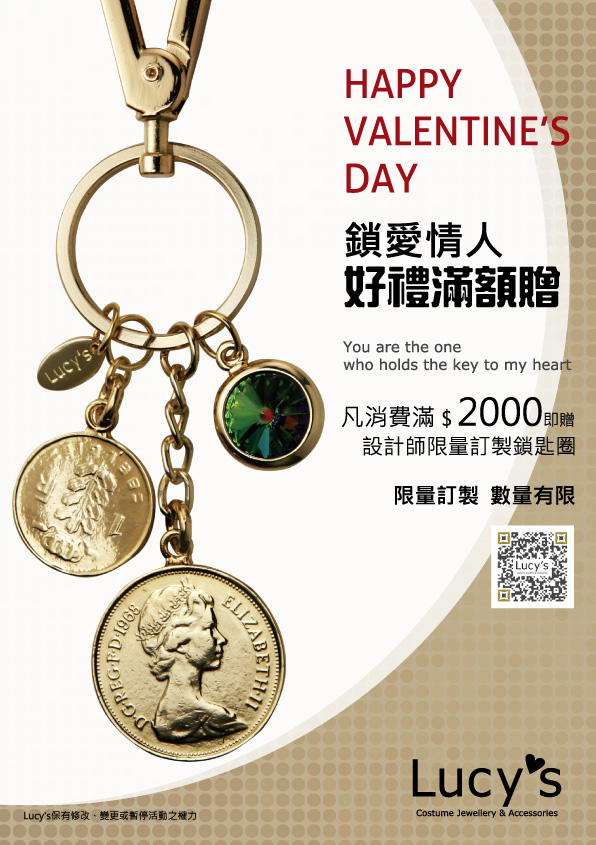 HAPPY
VALENTINE'S
DAY
鎖愛情人
好禮滿額贈
You are the one
who holds the key to my heart
凡消費滿 $ 2000即贈
設計師限量訂製鎖匙圈
限量訂製 數量有限
Lucy's
Lucy's
D·G·REG·F·D·1968
ELIZABETH·II
Lucy's
Costume Jewellery & Accessories
Lucy's保有修改、變更或暫停活動之權力